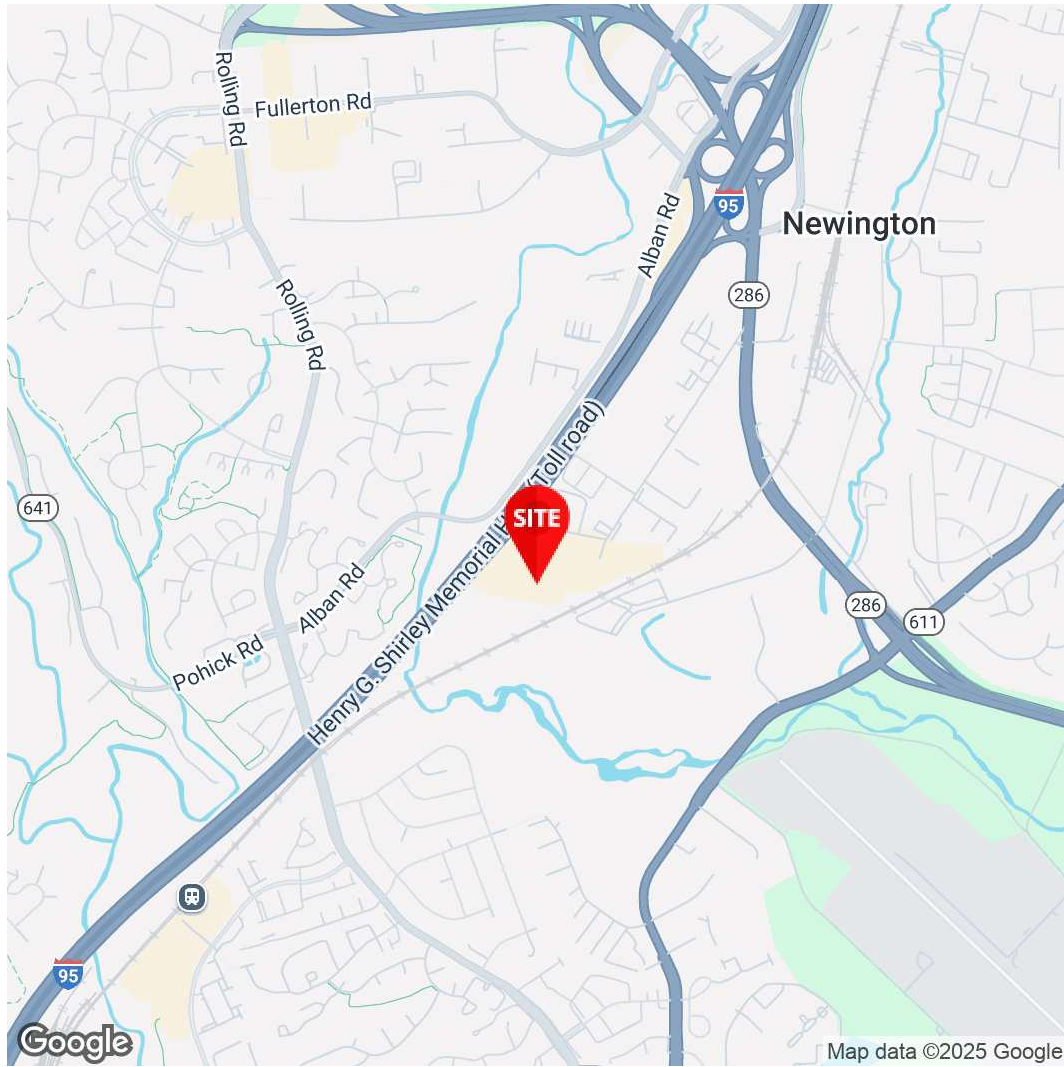 Rolling Rd
Fullerton Rd
Alban Rd
95
Newington
286
Rolling Rd
Henry G. Shirley Memorial H (Toll road)
SITE
641
Alban Rd
286
611
Pohick Rd
95
Google
Map data ©2025 Google